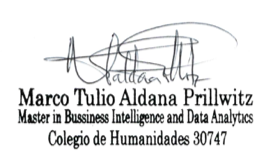 Marco Tulio Aldana Prillwitz
Master in Bussiness Intelligence and Data Analytics
Colegio de Humanidades 30747